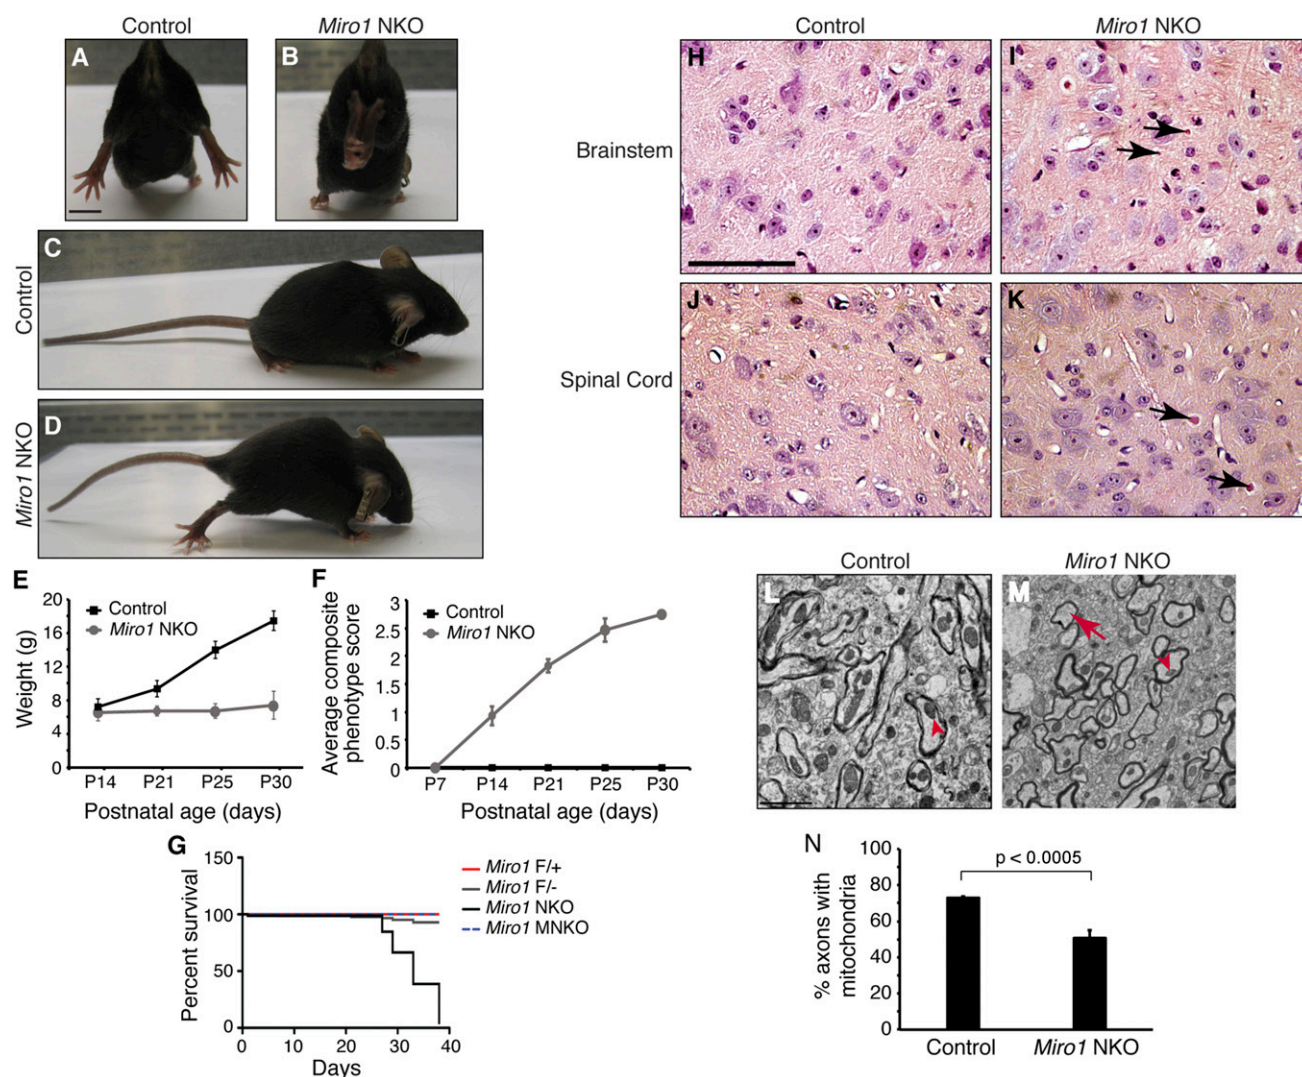 Control
Miro1 NKO
A
B
Control
C
Miro1 NKO
D
E
Weight (g)
20
16
12
8
4
0
Control
Miro1 NKO
P14 P21 P25 P30
Postnatal age (days)
F
Average composite
phenotype score
3
2.5
2
1.5
1
0.5
0
Control
Miro1 NKO
P7 P14 P21 P25 P30
Postnatal age (days)
G
Percent survival
150
100
50
0
0 10 20 30 40
Days
Miro1 F/+
Miro1 F/-
Miro1 NKO
Miro1 MNKO
Control
Miro1 NKO
Brainstem
H
I
Spinal Cord
J
K
Control
Miro1 NKO
L
M
N
% axons with
mitochondria
100
80
60
40
20
0
p < 0.0005
Control
Miro1 NKO